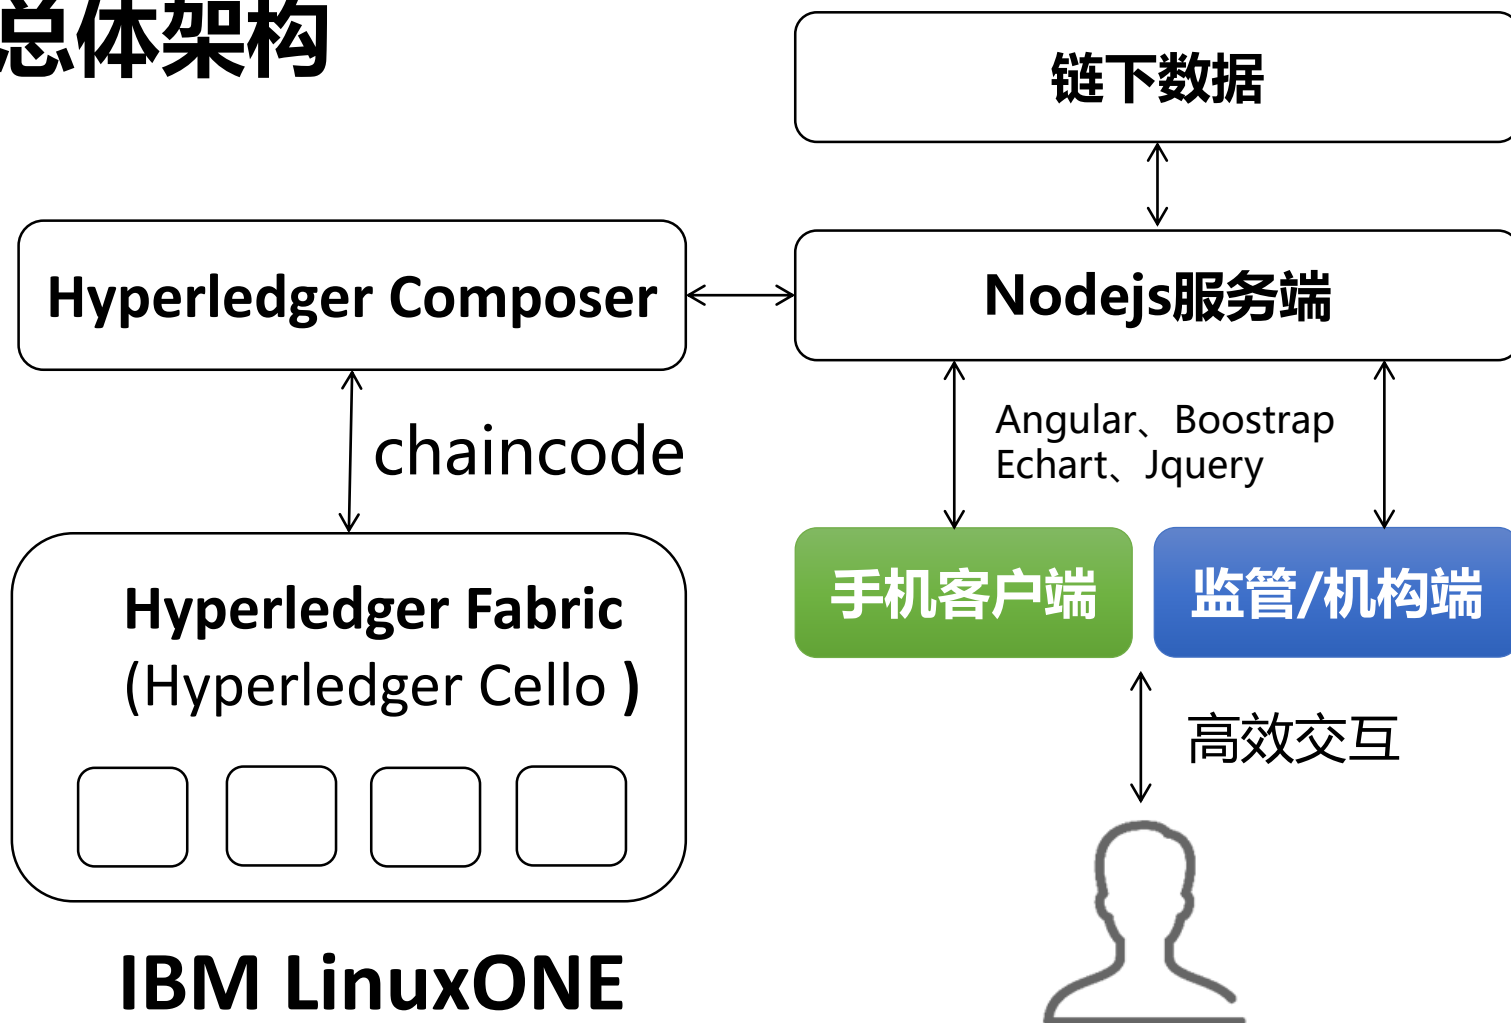 总体架构
链下数据
Hyperledger Composer
Nodejs服务端
chaincode
Angular、Boostrap
Echart、Jquery
Hyperledger Fabric
(Hyperledger Cello )
手机客户端
监管/机构端
高效交互
IBM LinuxONE